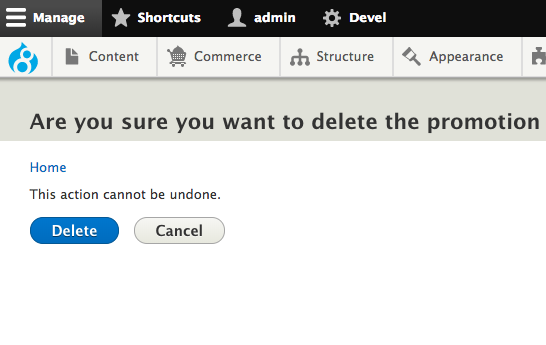 Manage Shortcuts admin Devel
Content Commerce Structure Appearance
Are you sure you want to delete the promotion
Home
This action cannot be undone.
Delete Cancel